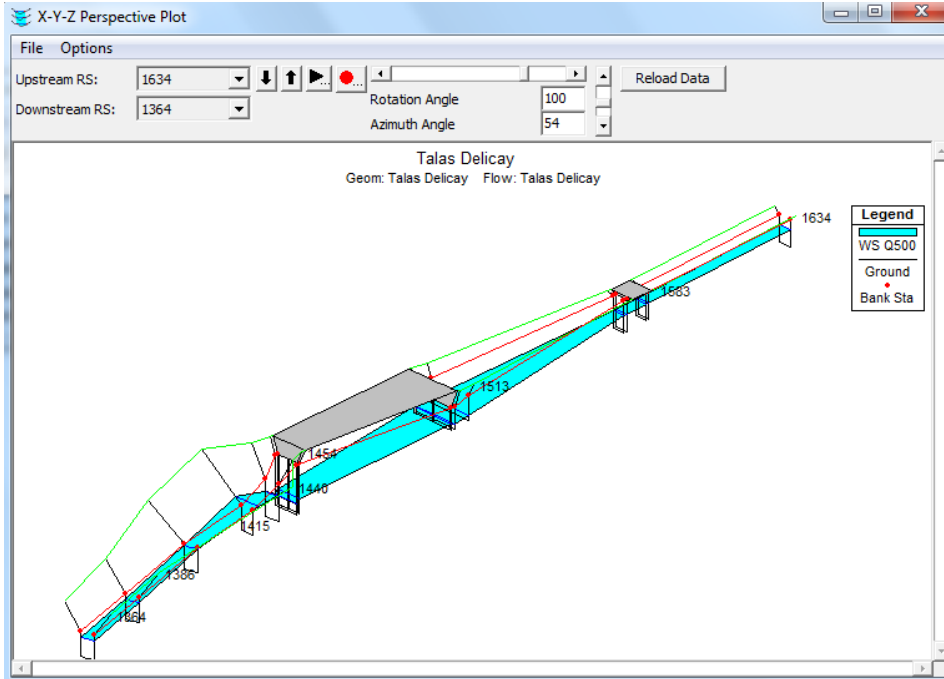 X-Y-Z Perspective Plot
File Options
Upstream RS: 1634
Downstream RS: 1364
Rotation Angle 100
Azimuth Angle 54
Reload Data
Talas Delicay
Geom: Talas Delicay Flow: Talas Delicay
1634
1583
1513
1454
1440
1415
1386
1364
Legend
WS Q500
Ground
Bank Sta